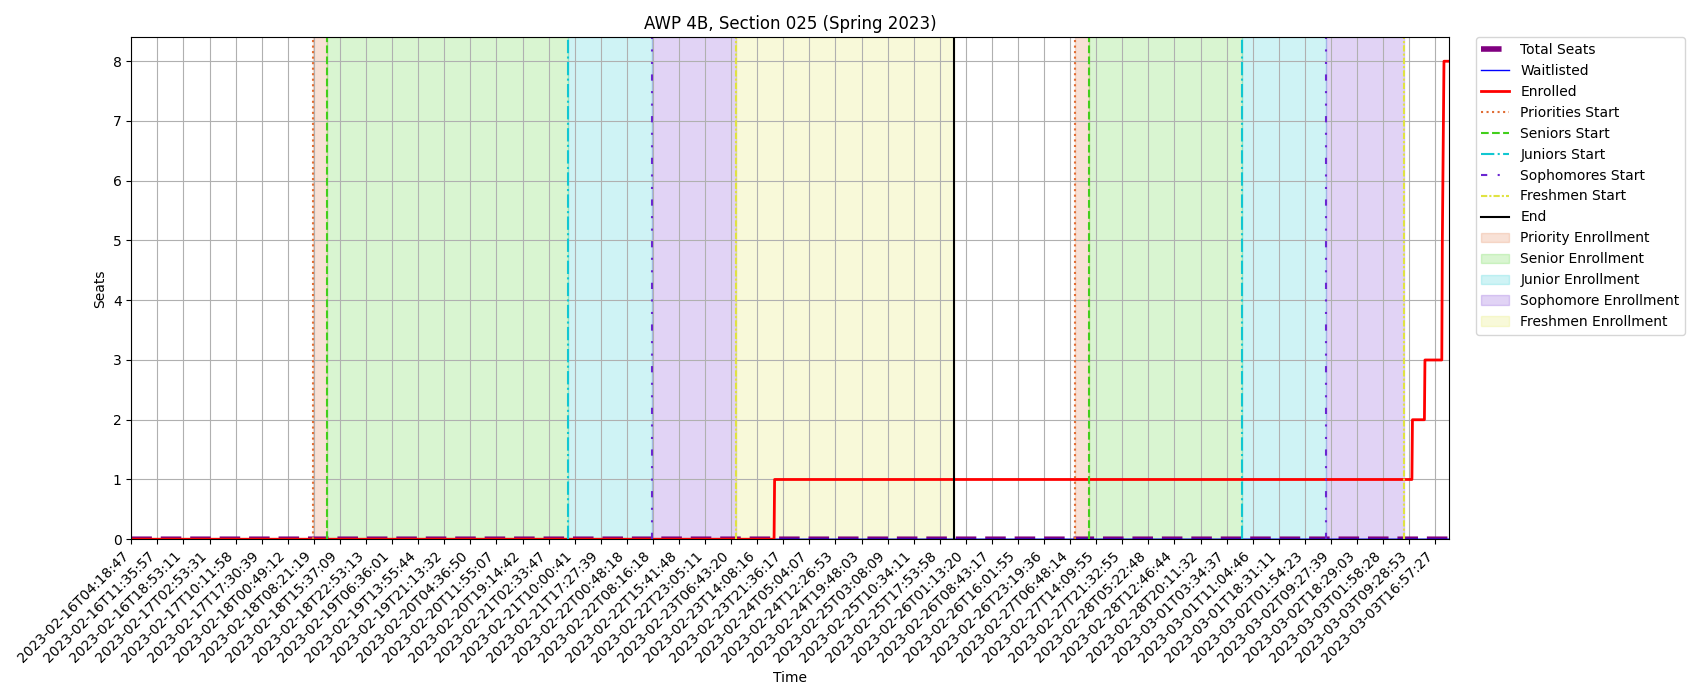 AWP 4B, Section 025 (Spring 2023)
Seats
8
7
6
5
4
3
2
1
0
2023-02-16T04:18:47
2023-02-16T11:35:57
2023-02-16T18:53:11
2023-02-17T02:53:31
2023-02-17T10:11:58
2023-02-17T17:30:39
2023-02-18T00:49:12
2023-02-18T08:21:19
2023-02-18T15:37:09
2023-02-18T22:53:13
2023-02-19T06:36:01
2023-02-19T13:55:44
2023-02-19T21:13:32
2023-02-20T04:36:50
2023-02-20T11:55:07
2023-02-20T19:14:42
2023-02-21T02:33:47
2023-02-21T10:00:41
2023-02-21T17:27:39
2023-02-22T00:48:16
2023-02-22T08:16:18
2023-02-22T15:41:48
2023-02-22T23:05:11
2023-02-23T06:43:20
2023-02-23T14:08:16
2023-02-23T21:36:17
2023-02-24T05:04:07
2023-02-24T12:26:53
2023-02-24T19:48:03
2023-02-25T03:08:09
2023-02-25T10:34:11
2023-02-25T17:53:58
2023-02-26T01:13:20
2023-02-26T08:43:17
2023-02-26T16:01:55
2023-02-26T23:19:36
2023-02-27T06:48:14
2023-02-27T14:09:55
2023-02-27T21:32:55
2023-02-28T05:22:48
2023-02-28T12:46:44
2023-02-28T20:11:32
2023-03-01T03:34:37
2023-03-01T11:04:46
2023-03-01T18:31:11
2023-03-02T01:54:23
2023-03-02T09:27:39
2023-03-02T18:29:03
2023-03-03T01:58:28
2023-03-03T09:28:53
2023-03-03T16:57:27
Time
Total Seats
Waitlisted
Enrolled
Priorities Start
Seniors Start
Juniors Start
Sophomores Start
Freshmen Start
End
Priority Enrollment
Senior Enrollment
Junior Enrollment
Sophomore Enrollment
Freshmen Enrollment